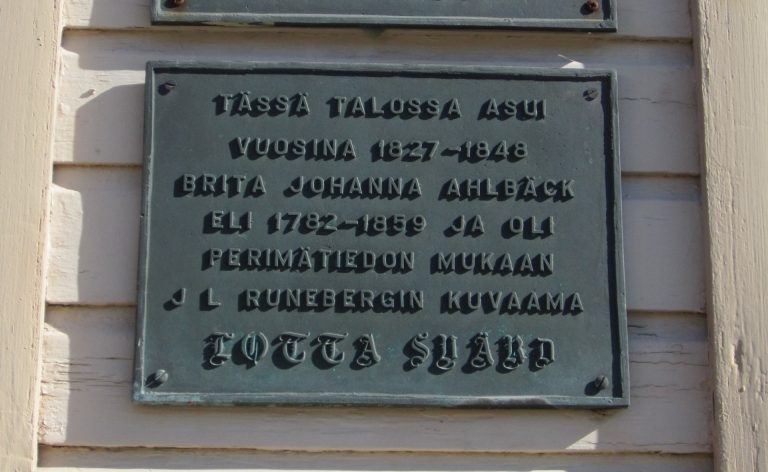 TÄSSÄ TALOSSA ASUI
VUOSINA 1827–1848
BRITA JOHANNA AHLBÄCK
ELI 1782–1859 JA OLI
PERIMÄTIEDON MUKAAN
J L RUNEBERGIN KUVAAMA
LOTTA SVÄRD